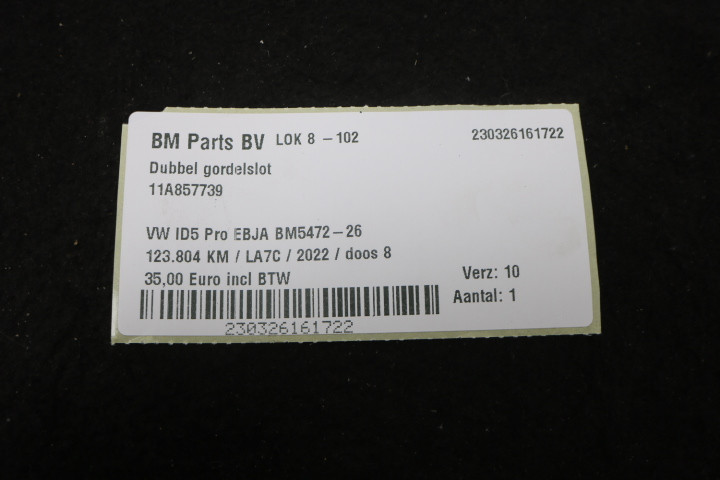 BM Parts BV LOK 8 - 102 230326161722
Dubbel gordelslot
11A857739
VW ID5 Pro EBJA BM5472-26
123.804 KM / LA7C / 2022 / doos 8
35,00 Euro incl BTW Verz: 10
Aantal: 1
230326161722